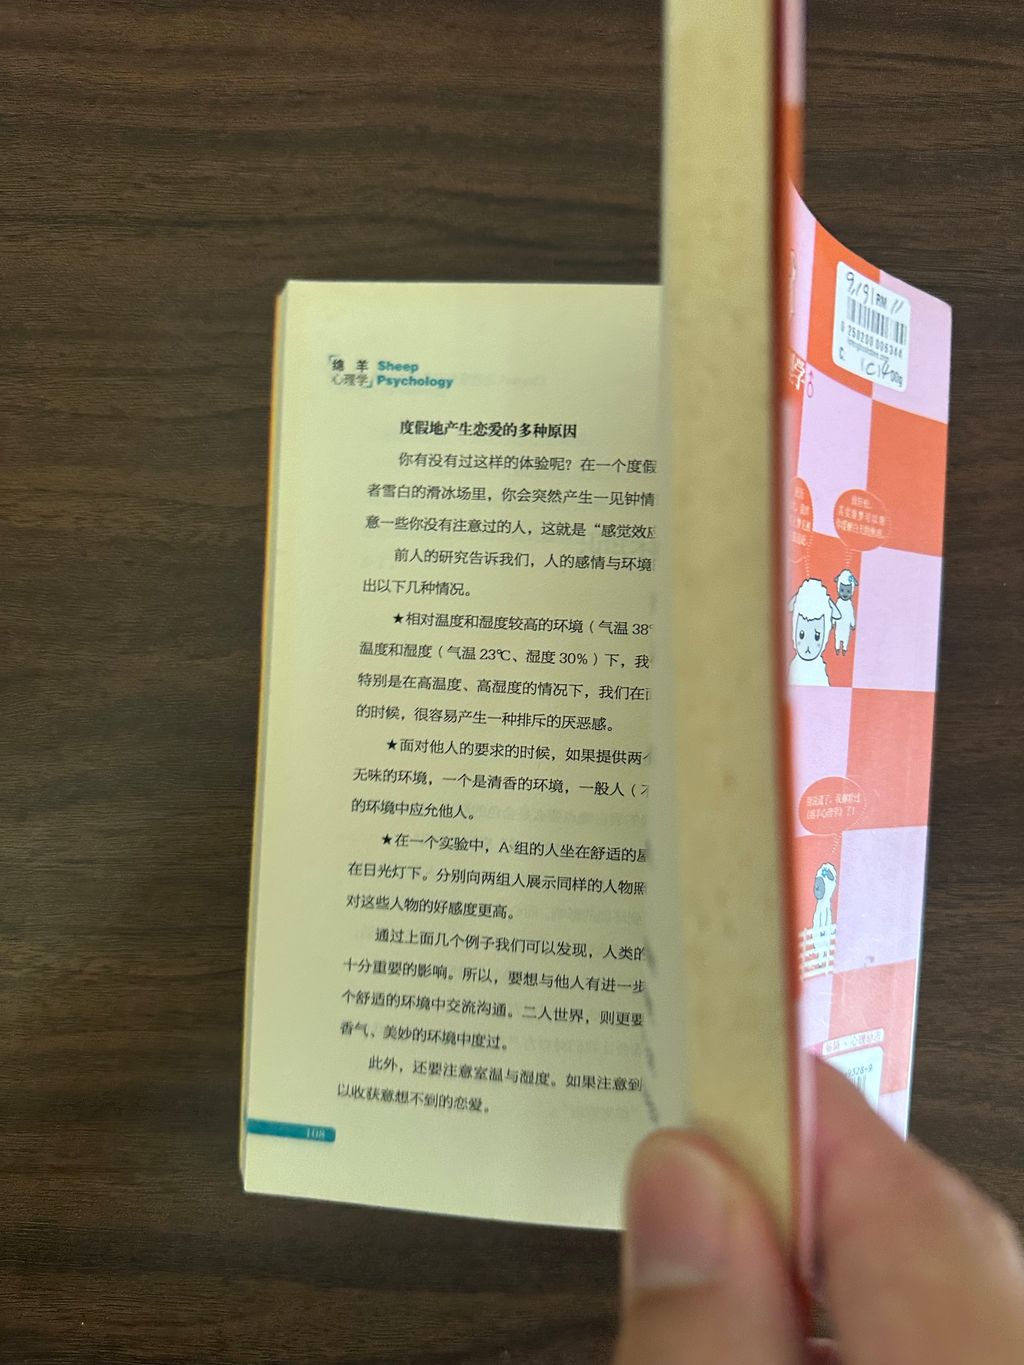 「绵 羊 Sheep
心理学」 Psychology
度假地产生恋爱的多种原因
你有没有过这样的体验呢？在一个度假
者雪白的滑冰场里，你会突然产生一见钟情
意一些你没有注意过的人，这就是“感觉效应
前人的研究告诉我们，人的感情与环境
出以下几种情况。
★相对温度和湿度较高的环境（气温 38°
温度和湿度（气温 23℃、湿度 30%）下，我
特别是在高温度、高湿度的情况下，我们在
的时候，很容易产生一种排斥的厌恶感。
★面对他人的要求的时候，如果提供两个
无味的环境，一个是清香的环境，一般人（不
的环境中应允他人。
★在一个实验中，A 组的人坐在舒适的屋
在日光灯下。分别向两组人展示同样的人物照
对这些人物的好感度更高。
通过上面几个例子我们可以发现，人类的
十分重要的影响。所以，要想与他人有进一步
个舒适的环境中交流沟通。二人世界，则更要
香气、美妙的环境中度过。
此外，还要注意室温与湿度。如果注意到
以收获意想不到的恋爱。
108
RM 11
学
-9328-9